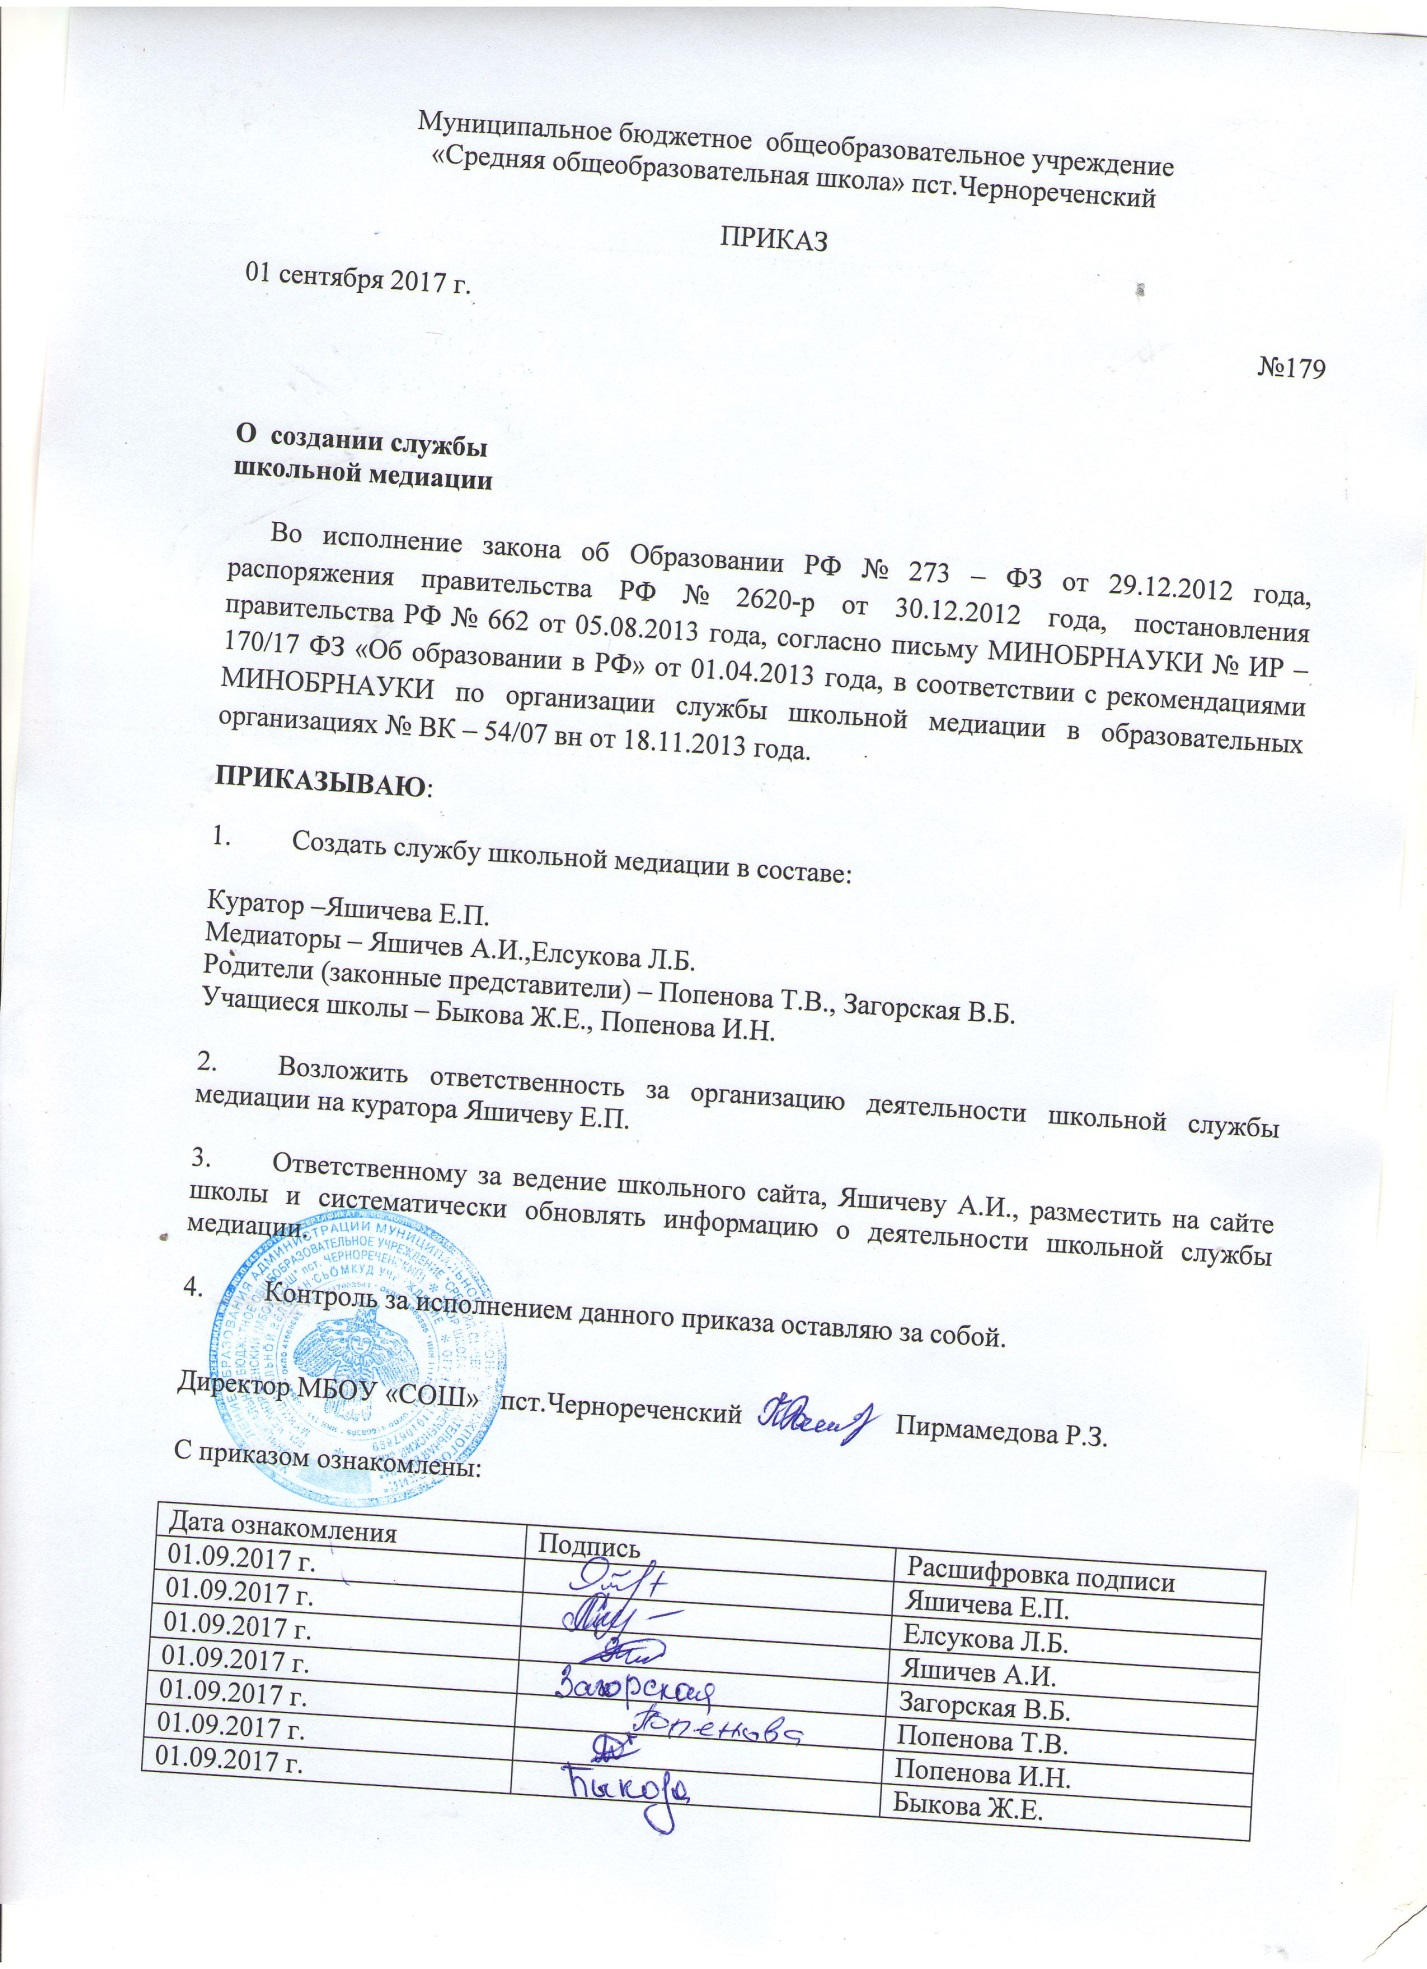 Муниципальное бюджетное общеобразовательное учреждение
«Средняя общеобразовательная школа» пст.Чернореченский
ПРИКАЗ
01 сентября 2017 г.
№179
О создании службы
школьной медиации
Во исполнение закона об Образовании РФ № 273 – ФЗ от 29.12.2012 года,
распоряжения правительства РФ № 2620-р от 30.12.2012 года, постановления
правительства РФ № 662 от 05.08.2013 года, согласно письму МИНОБРНАУКИ № ИР –
170/17 ФЗ «Об образовании в РФ» от 01.04.2013 года, в соответствии с рекомендациями
МИНОБРНАУКИ по организации службы школьной медиации в образовательных
организациях № ВК – 54/07 вн от 18.11.2013 года.
ПРИКАЗЫВАЮ:
1. Создать службу школьной медиации в составе:
Куратор –Яшичева Е.П.
Медиаторы – Яшичев А.И.,Елсукова Л.Б.
Родители (законные представители) – Попенова Т.В., Загорская В.Б.
Учащиеся школы – Быкова Ж.Е., Попенова И.Н.
2. Возложить ответственность за организацию деятельности школьной службы
медиации на куратора Яшичеву Е.П.
3. Ответственному за ведение школьного сайта, Яшичеву А.И., разместить на сайте
школы и систематически обновлять информацию о деятельности школьной службы
медиации.
4. Контроль за исполнением данного приказа оставляю за собой.
Директор МБОУ «СОШ» пст.Чернореченский Пирмамедова Р.З.
С приказом ознакомлены:
Дата ознакомления Подпись Расшифровка подписи
01.09.2017 г. Яшичева Е.П.
01.09.2017 г. Елсукова Л.Б.
01.09.2017 г. Яшичев А.И.
01.09.2017 г. Загорская Загорская В.Б.
01.09.2017 г. Попенова Попенова Т.В.
01.09.2017 г. Попенова И.Н.
01.09.2017 г. Быкова Быкова Ж.Е.